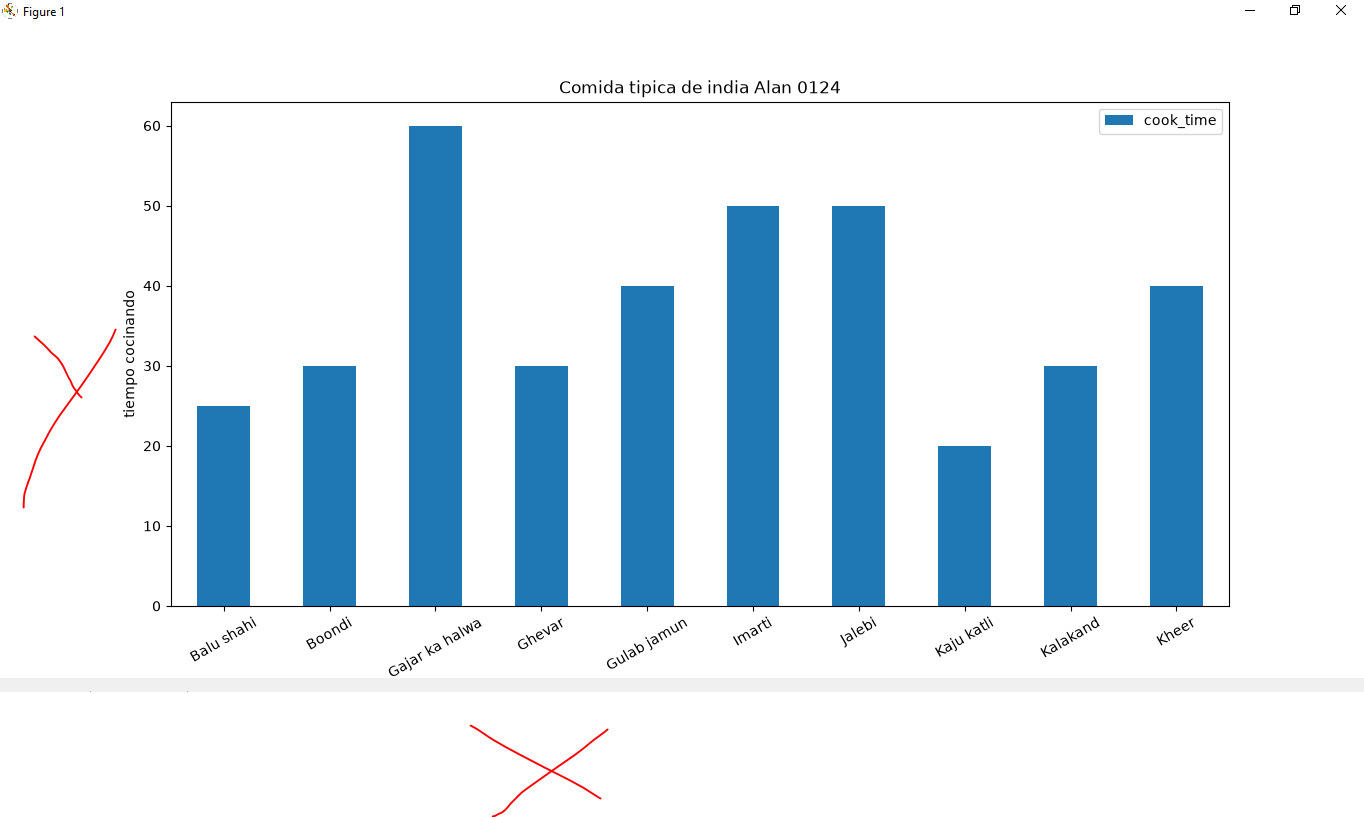 Figure 1
Comida tipica de india Alan 0124
cook_time
60
50
40
30
20
10
0
tiempo cocinando
Y
Balu shahi
Boondi
Gajar ka halwa
Ghevar
Gulab jamun
Imarti
Jalebi
Kaju katli
Kalakand
Kheer
X